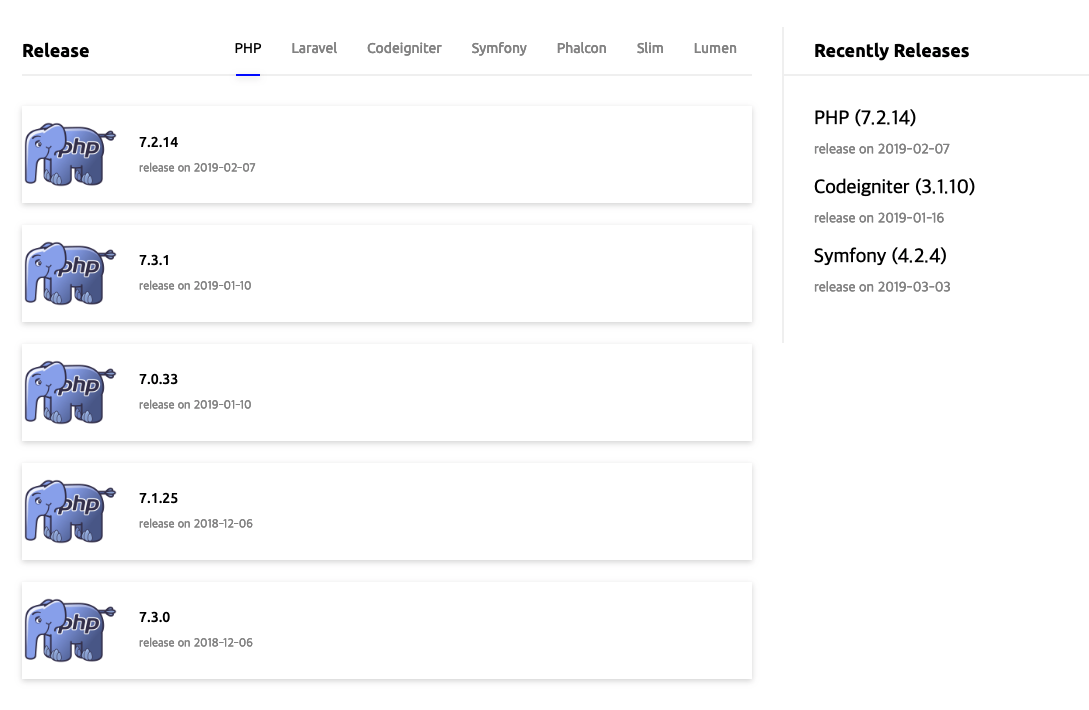 Release
PHP Laravel Codeigniter Symfony Phalcon Slim Lumen
php
7.2.14
release on 2019-02-07
php
7.3.1
release on 2019-01-10
php
7.0.33
release on 2019-01-10
php
7.1.25
release on 2018-12-06
php
7.3.0
release on 2018-12-06
Recently Releases
PHP (7.2.14)
release on 2019-02-07
Codeigniter (3.1.10)
release on 2019-01-16
Symfony (4.2.4)
release on 2019-03-03